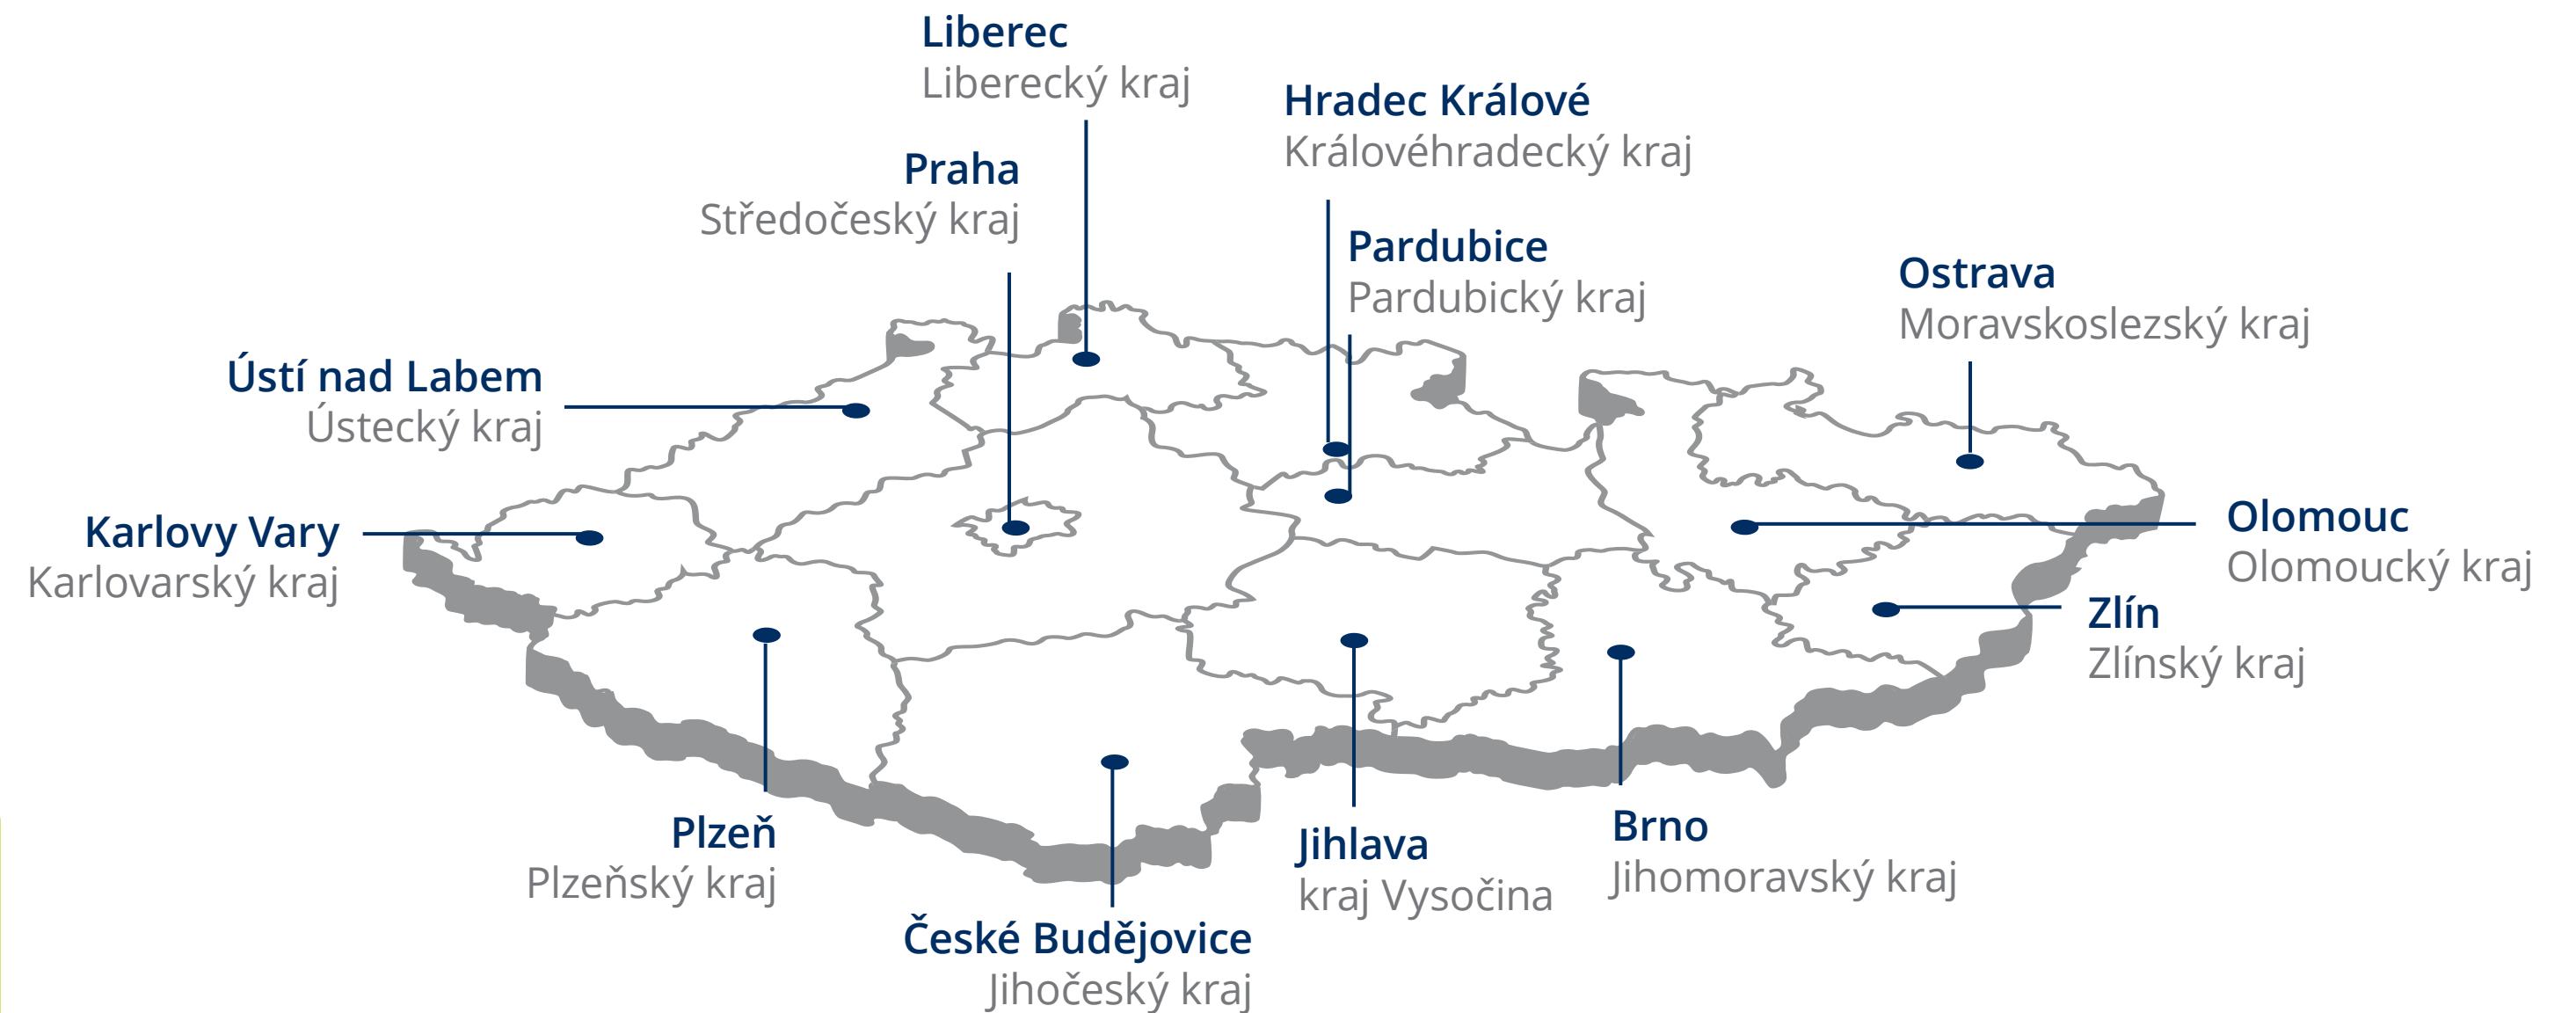 Liberec
Liberecký kraj
Hradec Králové
Královéhradecký kraj
Praha
Středočeský kraj
Pardubice
Pardubický kraj
Ostrava
Moravskoslezský kraj
Ústí nad Labem
Ústecký kraj
Karlovy Vary
Karlovarský kraj
Olomouc
Olomoucký kraj
Zlín
Zlínský kraj
Plzeň
Plzeňský kraj
Jihlava
kraj Vysočina
Brno
Jihomoravský kraj
České Budějovice
Jihočeský kraj